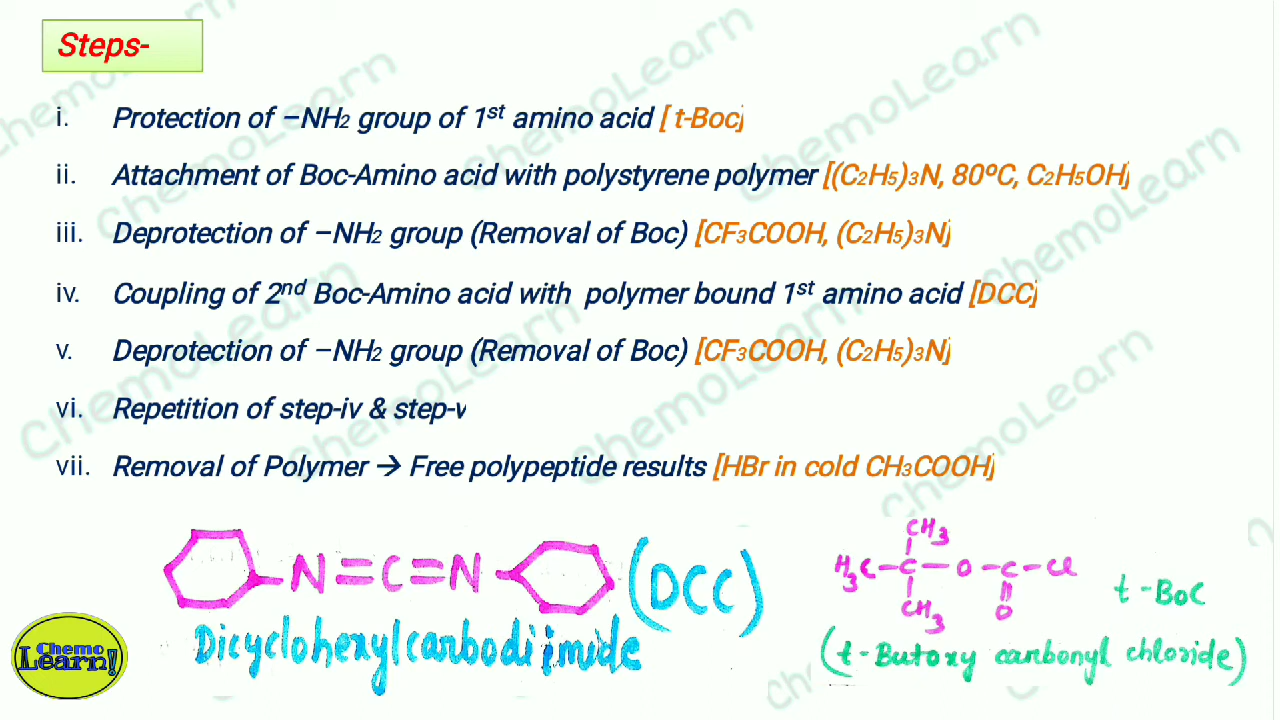 Steps-
i. Protection of –NH₂ group of 1ˢᵗ amino acid [ t-Boc]
ii. Attachment of Boc-Amino acid with polystyrene polymer [(C₂H₅)₃N, 80ºC, C₂H₅OH]
iii. Deprotection of –NH₂ group (Removal of Boc) [CF₃COOH, (C₂H₅)₃N]
iv. Coupling of 2ⁿᵈ Boc-Amino acid with polymer bound 1ˢᵗ amino acid [DCC]
v. Deprotection of –NH₂ group (Removal of Boc) [CF₃COOH, (C₂H₅)₃N]
vi. Repetition of step-iv & step-v
vii. Removal of Polymer → Free polypeptide results [HBr in cold CH₃COOH]
N=C=N (DCC)
Dicyclohexylcarbodiimide
CH₃
H₃C-C-O-C-Cl
CH₃ O
t-BoC
(t-Butoxy carbonyl chloride)
Chemo
Learn!
ChemoLearn